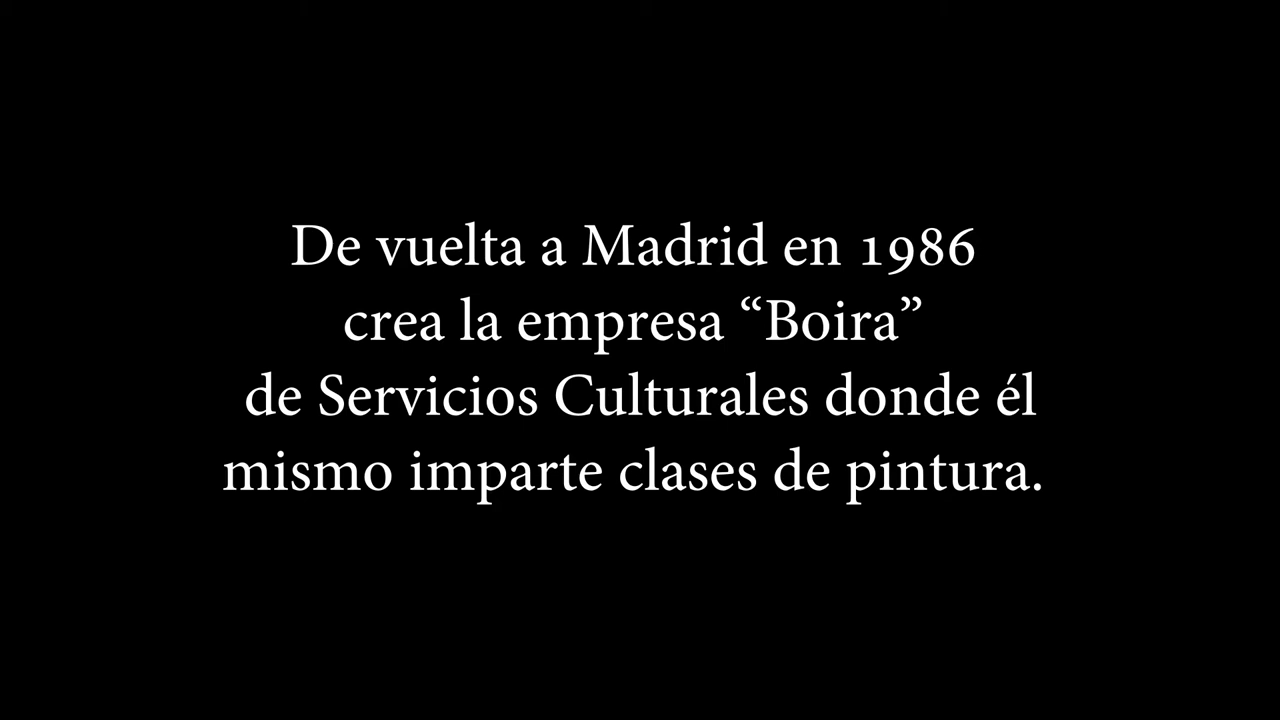 De vuelta a Madrid en 1986
crea la empresa “Boira”
de Servicios Culturales donde él
mismo imparte clases de pintura.